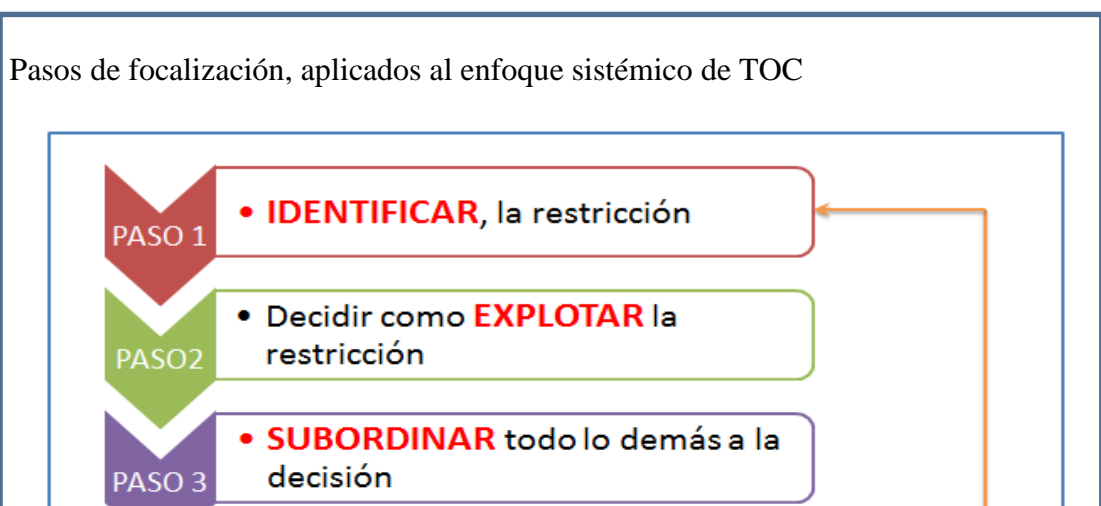 Pasos de focalización, aplicados al enfoque sistémico de TOC
PASO 1
• IDENTIFICAR, la restricción
PASO2
• Decidir como EXPLOTAR la
restricción
PASO 3
• SUBORDINAR todo lo demás a la
decisión